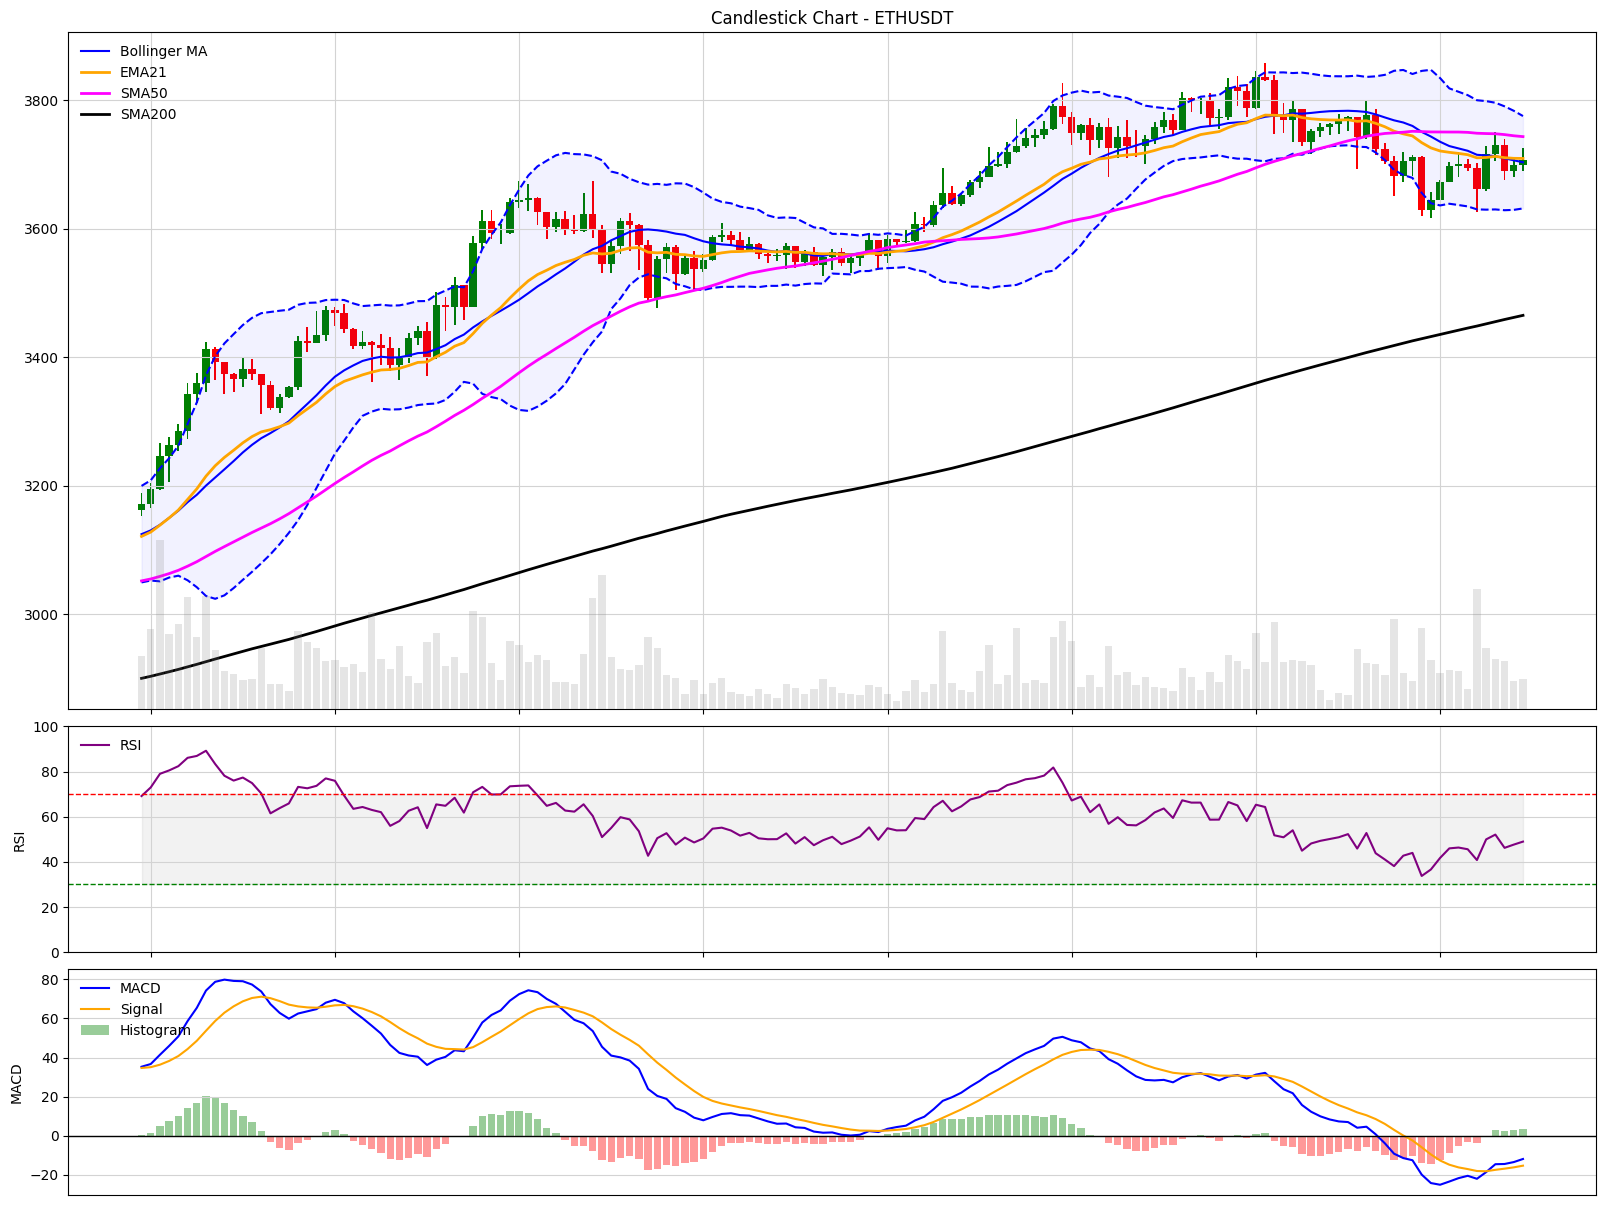 Candlestick Chart - ETHUSDT
Bollinger MA
EMA21
SMA50
SMA200
3800
3600
3400
3200
3000
RSI
100
80
60
40
20
0
RSI
MACD
Signal
Histogram
80
60
40
20
0
−20
MACD